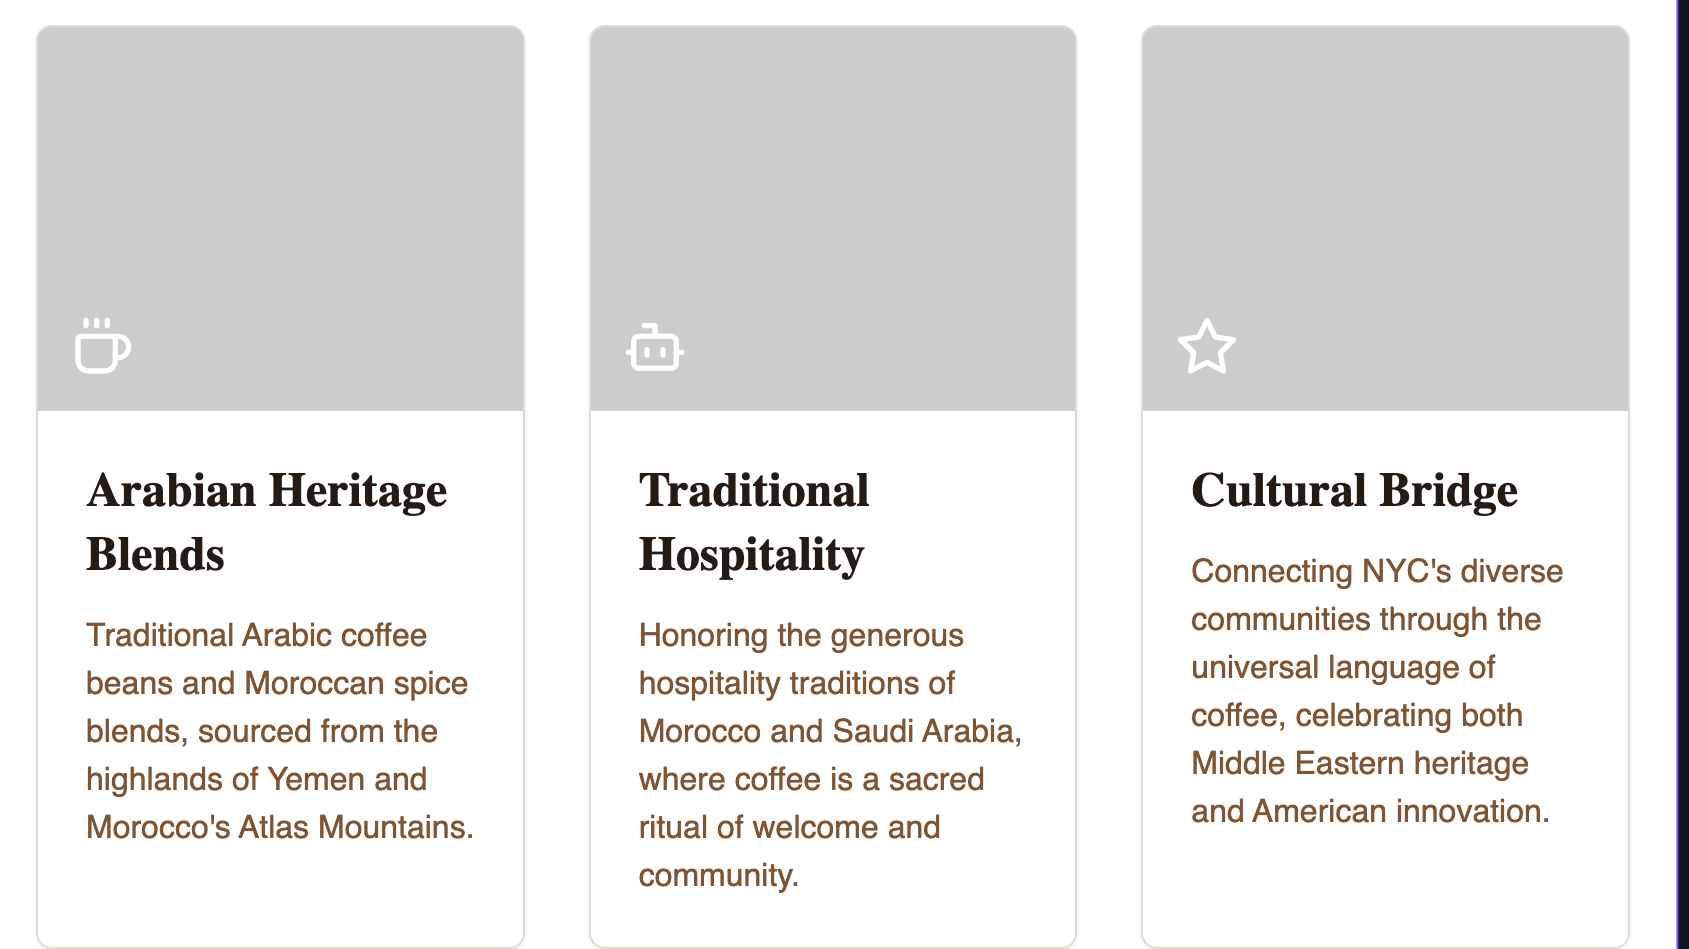 Arabian Heritage
Blends
Traditional Arabic coffee
beans and Moroccan spice
blends, sourced from the
highlands of Yemen and
Morocco's Atlas Mountains.
Traditional
Hospitality
Honoring the generous
hospitality traditions of
Morocco and Saudi Arabia,
where coffee is a sacred
ritual of welcome and
community.
Cultural Bridge
Connecting NYC's diverse
communities through the
universal language of
coffee, celebrating both
Middle Eastern heritage
and American innovation.